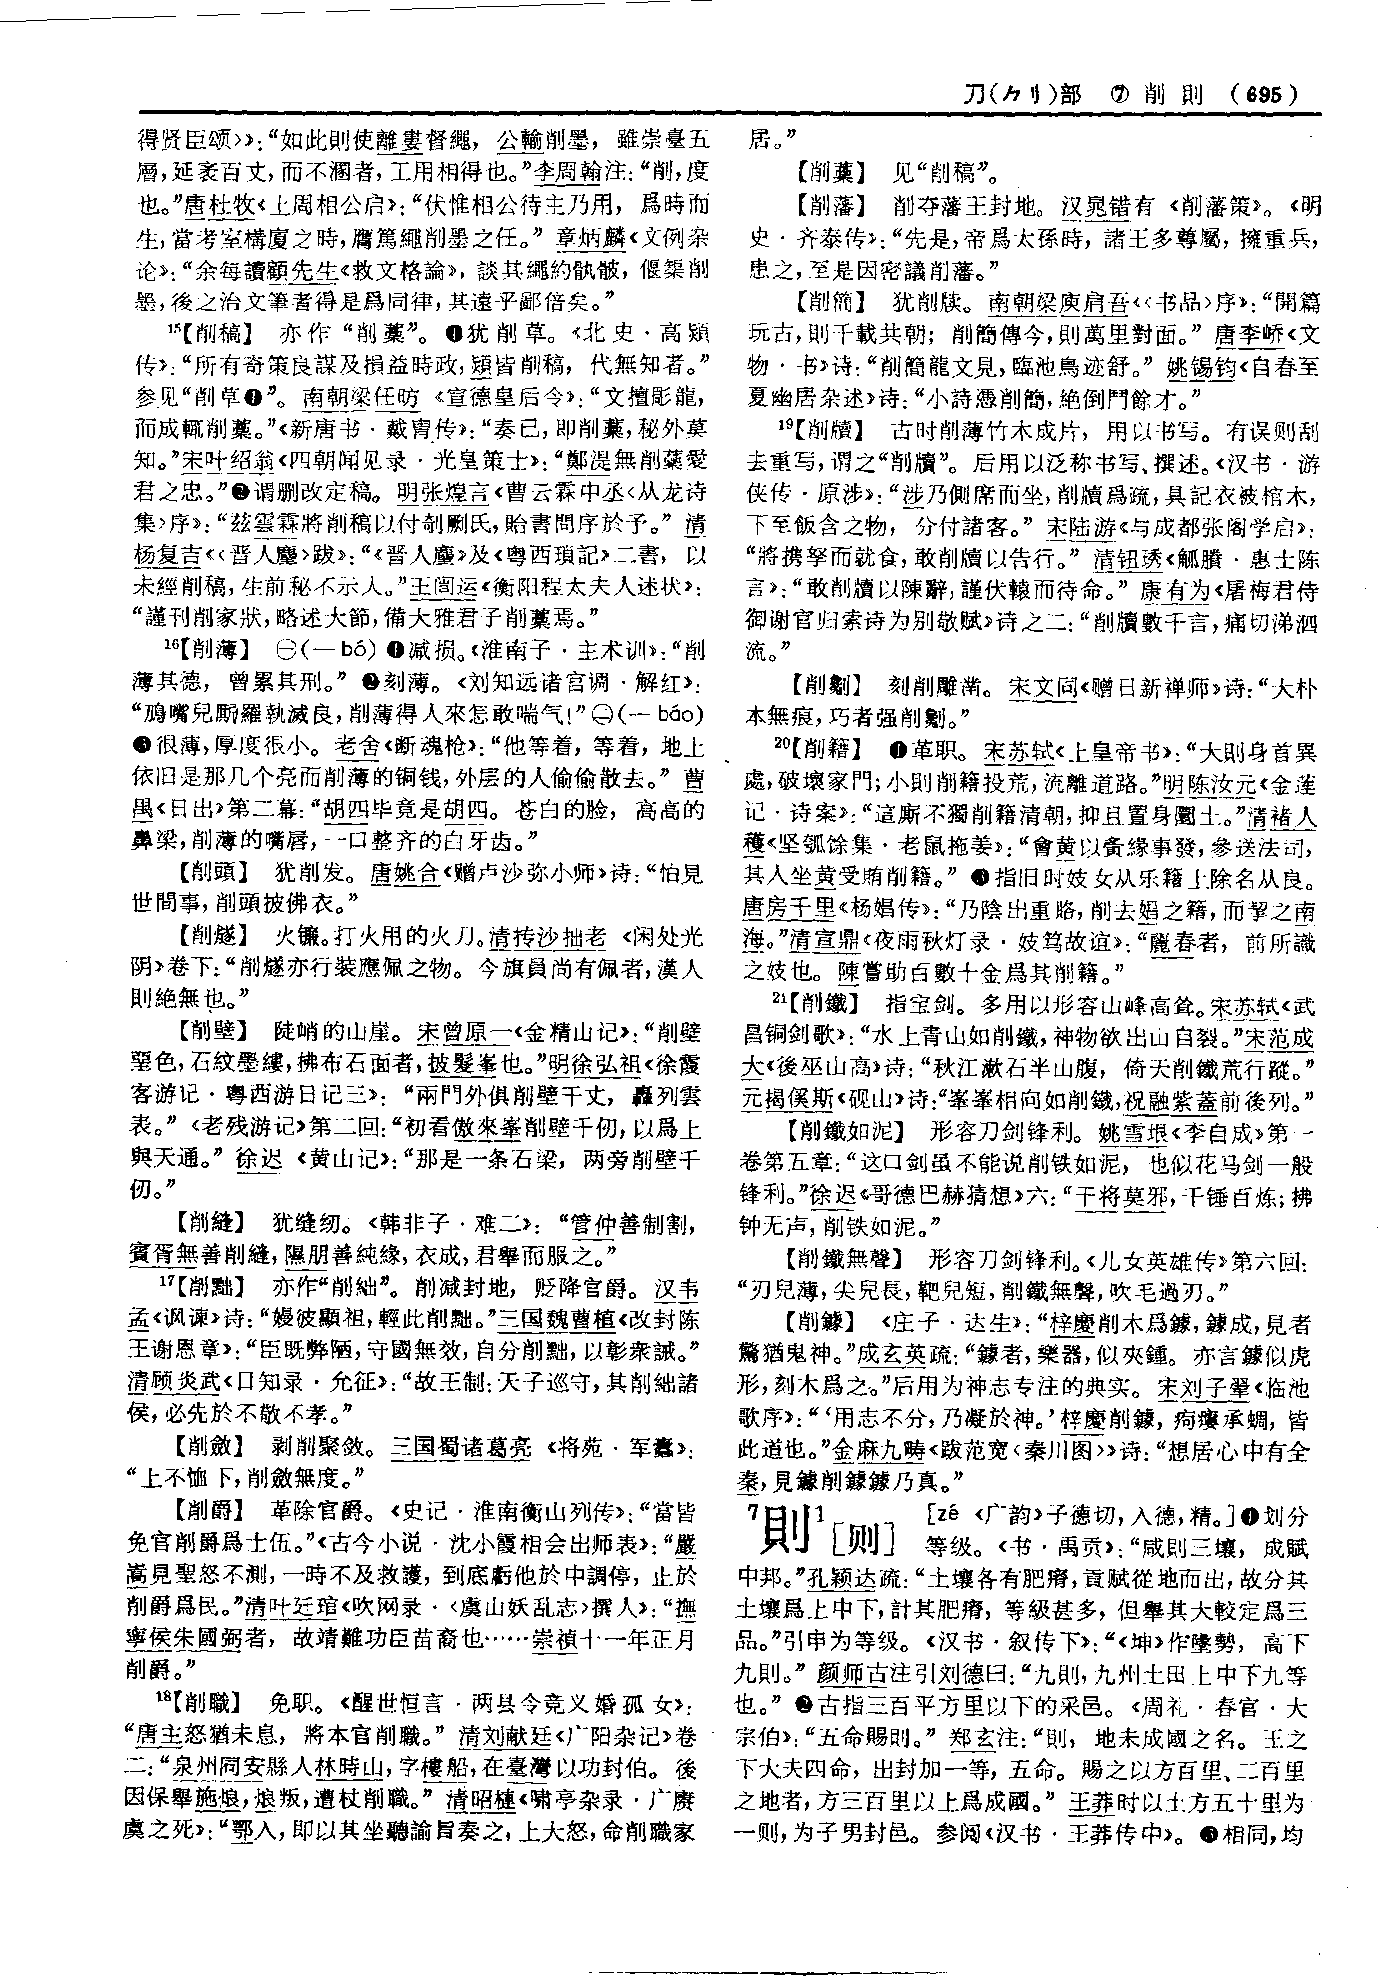 刀(⺈刂)部 ⑦ 削 則 (695)
得贤臣颂〉》：“如此則使離婁督繩，公輸削墨，雖崇臺五
層，延袤百丈，而不溷者，工用相得也。”李周翰注：“削，度
也。”唐杜牧《上周相公启》：“伏惟相公待主乃用，爲時而
生，當考室構廈之時，膺篤繩削墨之任。”章炳麟《文例杂
论》：“余每讀顧先生《救文格論》，談其繩約骩骳，偃榘削
墨，後之治文筆者得是爲同律，其遠乎鄙倍矣。”
15【削稿】 亦作“削藁”。❶犹削草。《北史·高颎
传》：“所有奇策良謀及損益時政，熲皆削稿，代無知者。”
参见“削草❶”。南朝梁任昉《宣德皇后令》：“文擅彫龍，
而成輒削藁。”《新唐书·戴胄传》：“奏已，即削藁，秘外莫
知。”宋叶绍翁《四朝闻见录·光皇策士》：“鄭湜無削藁愛
君之忠。”❷谓删改定稿。明张煌言《曹云霖中丞〈从龙诗
集〉序》：“兹雲霖將削稿以付剞劂氏，貽書問序於予。”清
杨复吉《〈晋人麈〉跋》：“《晋人麈》及《粤西瑣記》二書，以
未經削稿，生前秘不示人。”王闿运《衡阳程太夫人述状》：
“謹刊削家狀，略述大節，備大雅君子削藁焉。”
16【削薄】 ㊀(—bó)❶减损。《淮南子·主术训》：“削
薄其德，曾累其刑。”❷刻薄。《刘知远诸宫调·解红》：
“鴉嘴兒厮羅執滅良，削薄得人來怎敢喘气！”㊁(—báo)
❸很薄，厚度很小。老舍《断魂枪》：“他等着，等着，地上
依旧是那几个亮而削薄的铜钱，外层的人偷偷散去。”曹
禺《日出》第二幕：“胡四毕竟是胡四。苍白的脸，高高的
鼻梁，削薄的嘴唇，一口整齐的白牙齿。”
【削頭】 犹削发。唐姚合《赠卢沙弥小师》诗：“怕見
世間事，削頭披佛衣。”
【削燧】 火镰。打火用的火刀。清抟沙拙老《闲处光
阴》卷下：“削燧亦行裝應佩之物。今旗員尚有佩者，漢人
則絶無也。”
【削壁】 陡峭的山崖。宋曾原一《金精山记》：“削壁
堊色，石紋墨縷，拂布石面者，披髮峯也。”明徐弘祖《徐霞
客游记·粤西游日记三》：“兩門外俱削壁千丈，轟列雲
表。”《老残游记》第二回：“初看傲來峯削壁千仞，以爲上
與天通。”徐迟《黄山记》：“那是一条石梁，两旁削壁千
仞。”
【削縫】 犹缝纫。《韩非子·难二》：“管仲善制割，
賓胥無善削縫，隰朋善純緣，衣成，君舉而服之。”
17【削黜】 亦作“削絀”。削减封地，贬降官爵。汉韦
孟《讽谏》诗：“嫚彼顯祖，輕此削黜。”三国魏曹植《改封陈
王谢恩章》：“臣既弊陋，守國無效，自分削黜，以彰衆誡。”
清顾炎武《日知录·允征》：“故王制：天子巡守，其削絀諸
侯，必先於不敬不孝。”
【削斂】 剥削聚敛。三国蜀诸葛亮《将苑·军蠹》：
“上不恤下，削斂無度。”
【削爵】 革除官爵。《史记·淮南衡山列传》：“當皆
免官削爵爲士伍。”《古今小说·沈小霞相会出师表》：“嚴
嵩見聖怒不測，一時不及救護，到底虧他於中調停，止於
削爵爲民。”清叶廷琯《吹网录·〈虞山妖乱志〉撰人》：“撫
寧侯朱國弼者，故靖難功臣苗裔也……崇禎十一年正月
削爵。”
18【削職】 免职。《醒世恒言·两县令竞义婚孤女》：
“唐主怒猶未息，將本官削職。”清刘献廷《广阳杂记》卷
二：“泉州同安縣人林時山，字樓船，在臺灣以功封伯。後
因保舉施烺，烺叛，遭杖削職。”清昭梿《啸亭杂录·广赓
虞之死》：“鄂入，即以其坐聽諭旨奏之，上大怒，命削職家
居。”
【削藁】 见“削稿”。
【削藩】 削夺藩王封地。汉晁错有《削藩策》。《明
史·齐泰传》：“先是，帝爲太孫時，諸王多尊屬，擁重兵，
患之，至是因密議削藩。”
【削簡】 犹削牍。南朝梁庾肩吾《〈书品〉序》：“開篇
玩古，則千載共朝；削簡傳今，則萬里對面。”唐李峤《文
物·书》诗：“削簡龍文見，臨池鳥迹舒。”姚锡钧《自春至
夏幽居杂述》诗：“小詩憑削簡，絶倒鬥餘才。”
19【削牘】 古时削薄竹木成片，用以书写。有误则刮
去重写，谓之“削牘”。后用以泛称书写、撰述。《汉书·游
侠传·原涉》：“涉乃側席而坐，削牘爲疏，具記衣被棺木，
下至飯含之物，分付諸客。”宋陆游《与成都张阁学启》：
“將携孥而就食，敢削牘以告行。”清钮琇《觚賸·惠士陈
言》：“敢削牘以陳辭，謹伏轅而待命。”康有为《屠梅君侍
御谢官归索诗为别敬赋》诗之二：“削牘數千言，痛切涕泗
流。”
【削劖】 刻削雕凿。宋文同《赠日新禅师》诗：“大朴
本無痕，巧者强削劖。”
20【削籍】 ❶革职。宋苏轼《上皇帝书》：“大則身首異
處，破壞家門；小則削籍投荒，流離道路。”明陈汝元《金莲
记·诗案》：“這厮不獨削籍清朝，抑且置身圜土。”清褚人
穫《坚瓠馀集·老鼠拖姜》：“會黄以夤緣事發，參送法司，
其人坐黄受賄削籍。”❷指旧时妓女从乐籍上除名从良。
唐房千里《杨娼传》：“乃陰出重賂，削去娼之籍，而挈之南
海。”清宣鼎《夜雨秋灯录·妓笃故谊》：“麗春者，前所識
之妓也。陳嘗助百數十金爲其削籍。”
21【削鐵】 指宝剑。多用以形容山峰高耸。宋苏轼《武
昌铜剑歌》：“水上青山如削鐵，神物欲出山自裂。”宋范成
大《後巫山高》诗：“秋江漱石半山腹，倚天削鐵荒行蹤。”
元揭傒斯《砚山》诗：“峯峯相向如削鐵，祝融紫蓋前後列。”
【削鐵如泥】 形容刀剑锋利。姚雪垠《李自成》第一
卷第五章：“这口剑虽不能说削铁如泥，也似花马剑一般
锋利。”徐迟《哥德巴赫猜想》六：“干将莫邪，千锤百炼；拂
钟无声，削铁如泥。”
【削鐵無聲】 形容刀剑锋利。《儿女英雄传》第六回：
“刃兒薄，尖兒長，靶兒短，削鐵無聲，吹毛過刃。”
【削鐻】 《庄子·达生》：“梓慶削木爲鐻，鐻成，見者
驚猶鬼神。”成玄英疏：“鐻者，樂器，似夾鍾。亦言鐻似虎
形，刻木爲之。”后用为神志专注的典实。宋刘子翚《临池
歌序》：“‘用志不分，乃凝於神。’梓慶削鐻，痀瘻承蜩，皆
此道也。”金麻九畴《跋范宽〈秦川图〉》诗：“想居心中有全
秦，見鐻削鐻鐻乃真。”
7則1［则］ [zé 《广韵》子德切，入德，精。]❶划分
等级。《书·禹贡》：“咸則三壤，成賦
中邦。”孔颖达疏：“土壤各有肥瘠，貢賦從地而出，故分其
土壤爲上中下，計其肥瘠，等級甚多，但舉其大較定爲三
品。”引申为等级。《汉书·叙传下》：“《坤》作墬勢，高下
九則。”颜师古注引刘德曰：“九則，九州土田上中下九等
也。”❷古指三百平方里以下的采邑。《周礼·春官·大
宗伯》：“五命賜則。”郑玄注：“則，地未成國之名。王之
下大夫四命，出封加一等，五命。賜之以方百里、二百里
之地者，方三百里以上爲成國。”王莽时以土方五十里为
一则，为子男封邑。参阅《汉书·王莽传中》。❸相同，均